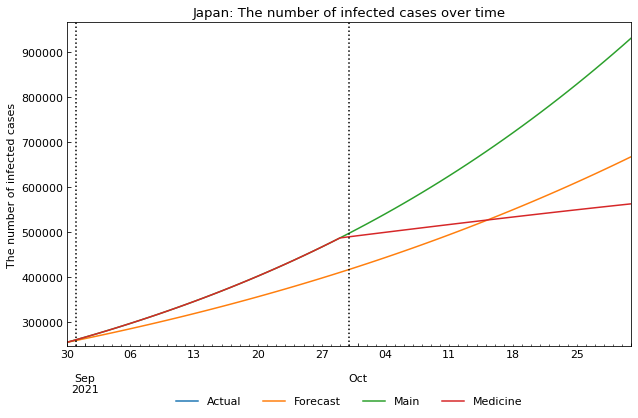 Japan: The number of infected cases over time
The number of infected cases
900000
800000
700000
600000
500000
400000
300000
30 06 13 20 27 04 11 18 25
Sep Oct
2021
Actual Forecast Main Medicine